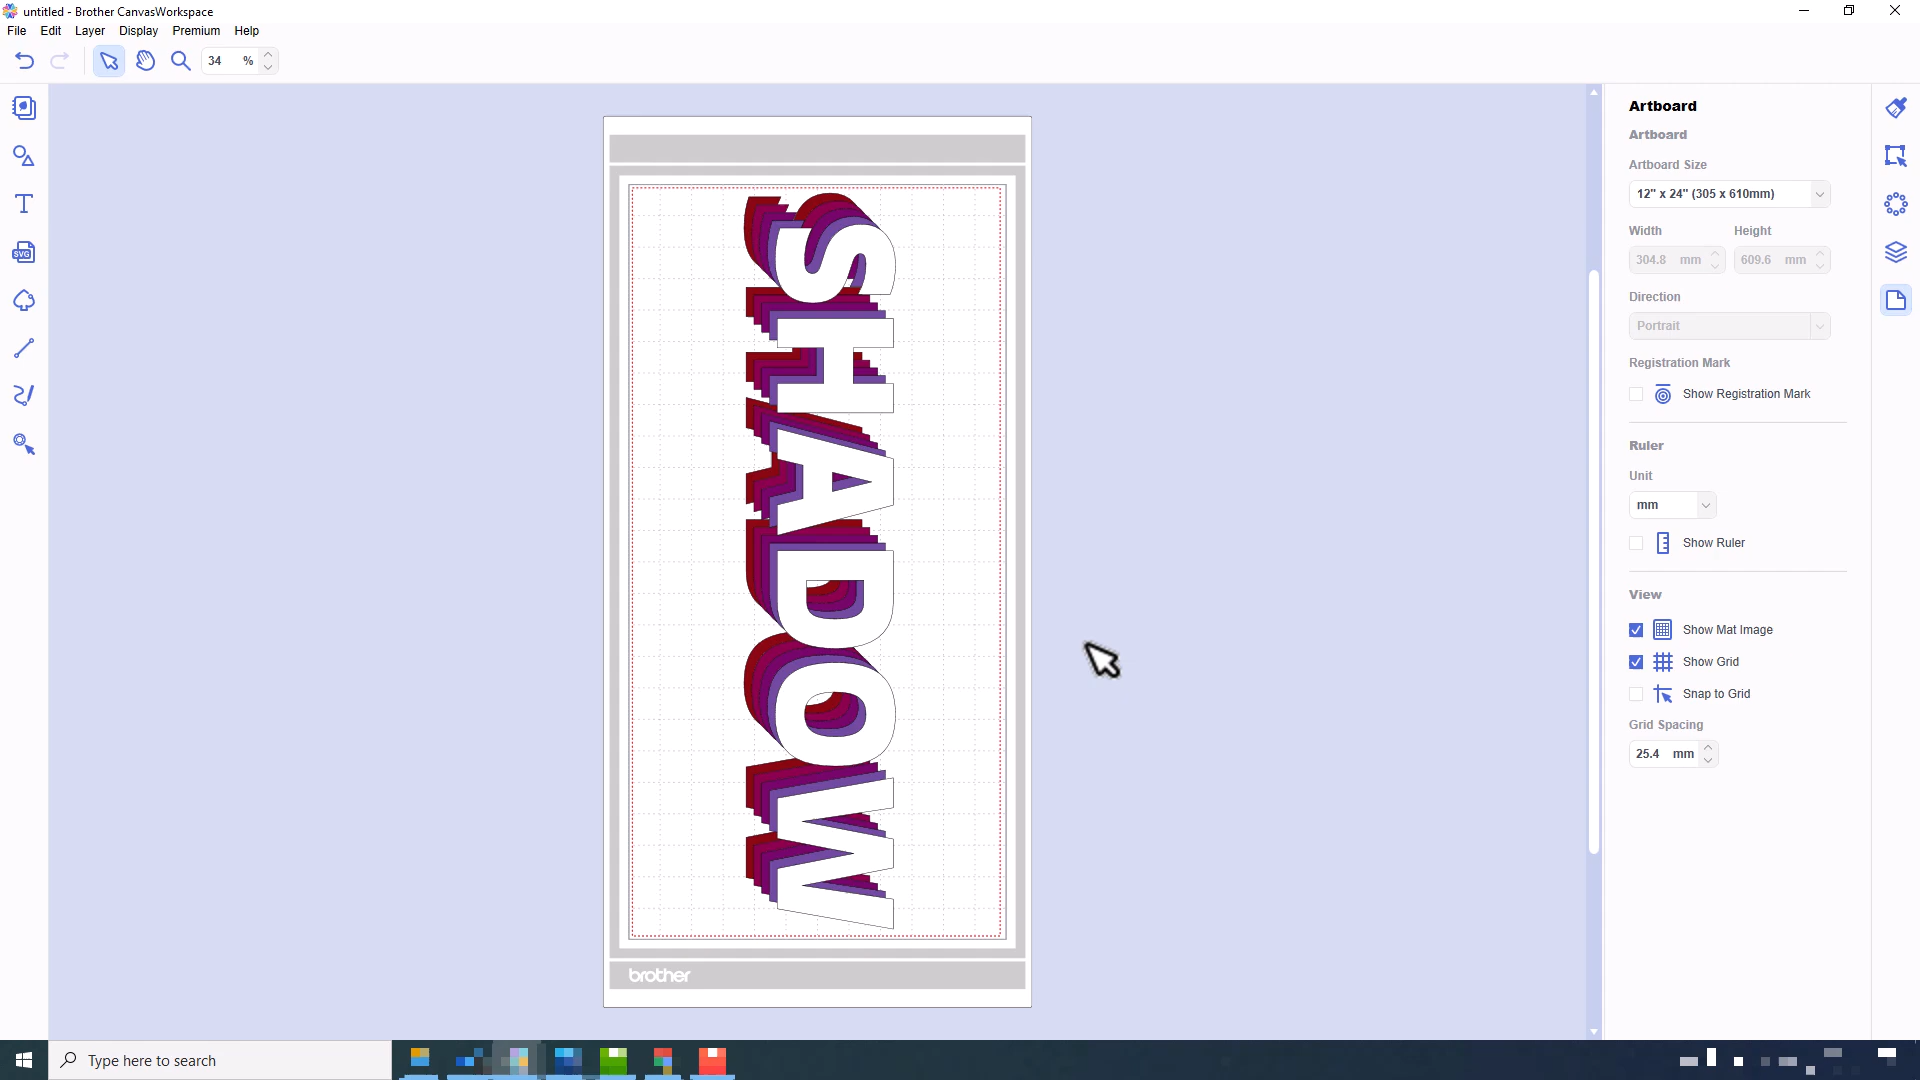 untitled - Brother CanvasWorkspace
File Edit Layer Display Premium Help
34 %
SVG
SHADOW
brother
Artboard
Artboard
Artboard Size
12" x 24" (305 x 610mm)
Width Height
304.8 mm 609.6 mm
Direction
Portrait
Registration Mark
Show Registration Mark
Ruler
Unit
mm
Show Ruler
View
Show Mat Image
Show Grid
Snap to Grid
Grid Spacing
25.4 mm
Type here to search